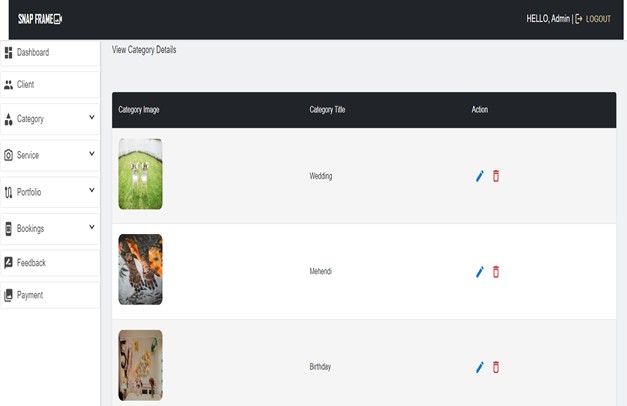 SNAP FRAME
HELLO, Admin | LOGOUT
Dashboard
Client
Category
Service
Portfolio
Bookings
Feedback
Payment
View Category Details
Category Image Category Title Action
Wedding
Mehendi
Birthday